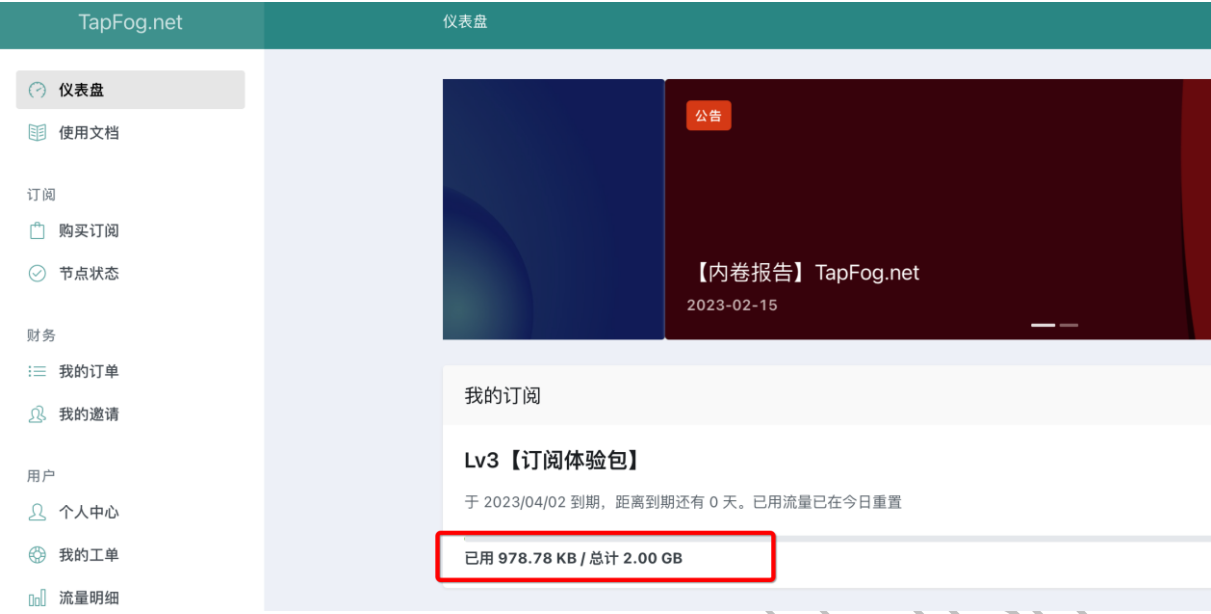 TapFog.net
仪表盘
仪表盘
使用文档
订阅
购买订阅
节点状态
财务
我的订单
我的邀请
用户
个人中心
我的工单
流量明细
公告
【内卷报告】TapFog.net
2023-02-15
我的订阅
Lv3【订阅体验包】
于 2023/04/02 到期，距离到期还有 0 天。已用流量已在今日重置
已用 978.78 KB / 总计 2.00 GB